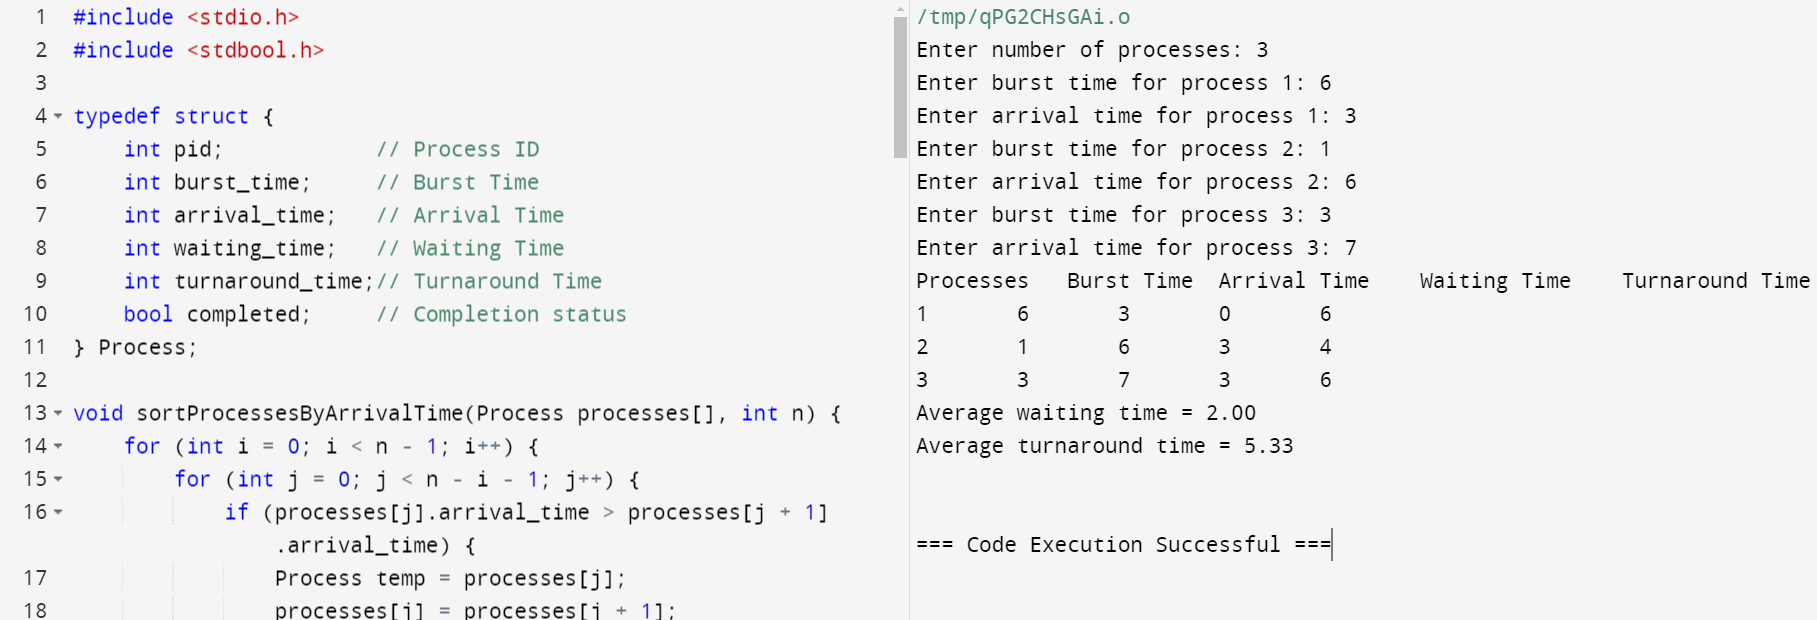 1 #include <stdio.h>
2 #include <stdbool.h>
3
4 typedef struct {
5     int pid;            // Process ID
6     int burst_time;     // Burst Time
7     int arrival_time;   // Arrival Time
8     int waiting_time;   // Waiting Time
9     int turnaround_time;// Turnaround Time
10     bool completed;     // Completion status
11 } Process;
12
13 void sortProcessesByArrivalTime(Process processes[], int n) {
14     for (int i = 0; i < n - 1; i++) {
15         for (int j = 0; j < n - i - 1; j++) {
16             if (processes[j].arrival_time > processes[j + 1]
                .arrival_time) {
17                 Process temp = processes[j];
18                 processes[j] = processes[j + 1];
/tmp/qPG2CHsGAi.o
Enter number of processes: 3
Enter burst time for process 1: 6
Enter arrival time for process 1: 3
Enter burst time for process 2: 1
Enter arrival time for process 2: 6
Enter burst time for process 3: 3
Enter arrival time for process 3: 7
Processes   Burst Time  Arrival Time    Waiting Time    Turnaround Time
1       6       3       0       6
2       1       6       3       4
3       3       7       3       6
Average waiting time = 2.00
Average turnaround time = 5.33
=== Code Execution Successful ===